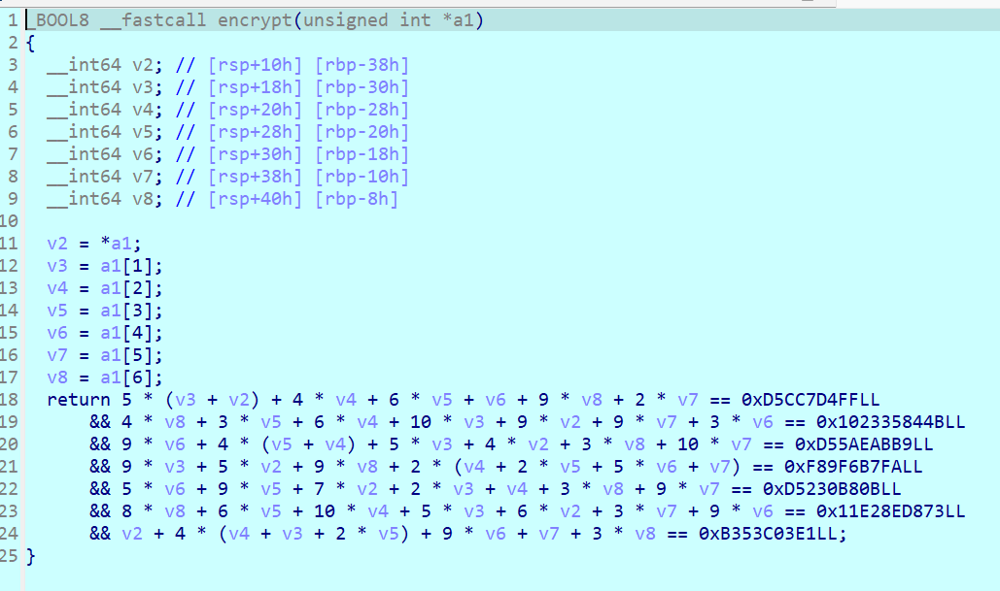 1 _BOOL8 __fastcall encrypt(unsigned int *a1)
2 {
3 __int64 v2; // [rsp+10h] [rbp-38h]
4 __int64 v3; // [rsp+18h] [rbp-30h]
5 __int64 v4; // [rsp+20h] [rbp-28h]
6 __int64 v5; // [rsp+28h] [rbp-20h]
7 __int64 v6; // [rsp+30h] [rbp-18h]
8 __int64 v7; // [rsp+38h] [rbp-10h]
9 __int64 v8; // [rsp+40h] [rbp-8h]
10
11 v2 = *a1;
12 v3 = a1[1];
13 v4 = a1[2];
14 v5 = a1[3];
15 v6 = a1[4];
16 v7 = a1[5];
17 v8 = a1[6];
18 return 5 * (v3 + v2) + 4 * v4 + 6 * v5 + v6 + 9 * v8 + 2 * v7 == 0xD5CC7D4FFLL
19 && 4 * v8 + 3 * v5 + 6 * v4 + 10 * v3 + 9 * v2 + 9 * v7 + 3 * v6 == 0x102335844BLL
20 && 9 * v6 + 4 * (v5 + v4) + 5 * v3 + 4 * v2 + 3 * v8 + 10 * v7 == 0xD55AEABB9LL
21 && 9 * v3 + 5 * v2 + 9 * v8 + 2 * (v4 + 2 * v5 + 5 * v6 + v7) == 0xF89F6B7FALL
22 && 5 * v6 + 9 * v5 + 7 * v2 + 2 * v3 + v4 + 3 * v8 + 9 * v7 == 0xD5230B80BLL
23 && 8 * v8 + 6 * v5 + 10 * v4 + 5 * v3 + 6 * v2 + 3 * v7 + 9 * v6 == 0x11E28ED873LL
24 && v2 + 4 * (v4 + v3 + 2 * v5) + 9 * v6 + v7 + 3 * v8 == 0xB353C03E1LL;
25 }